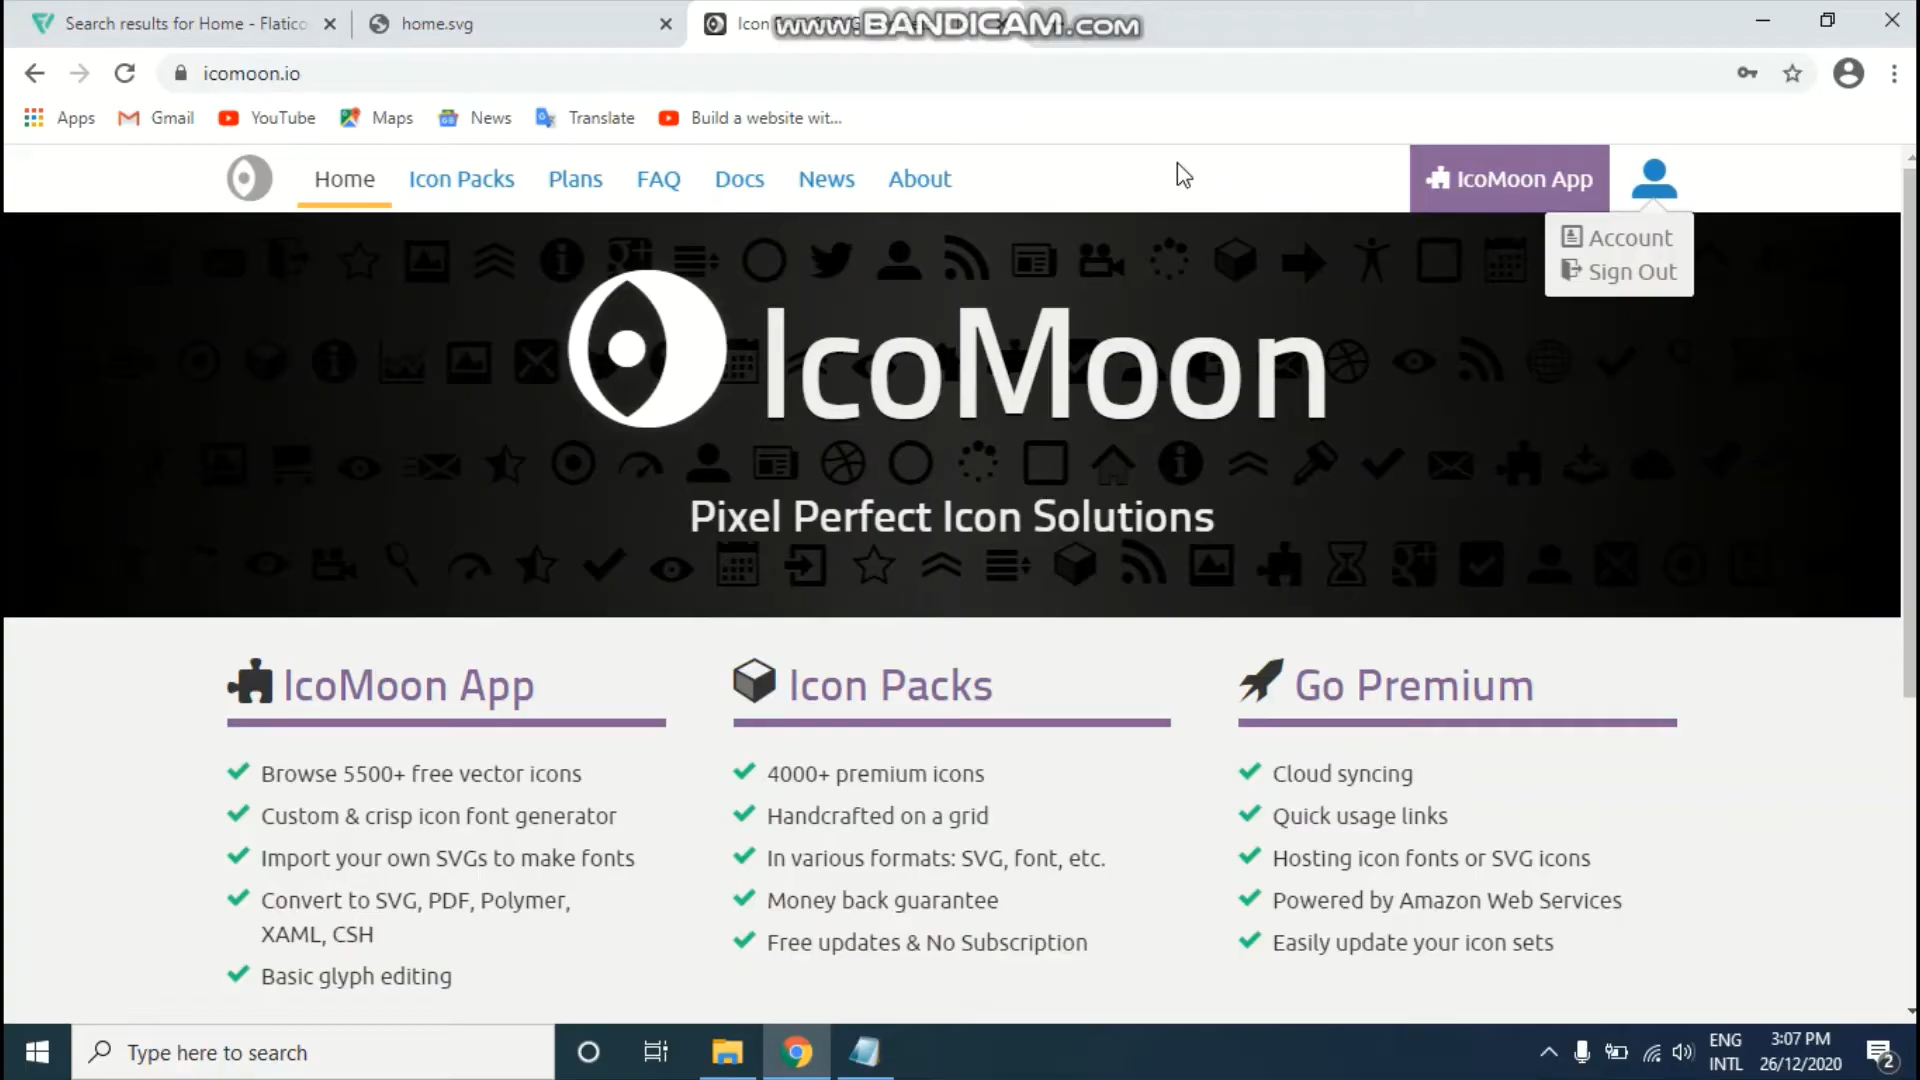 Search results for Home - Flatico
home.svg
Icon
www.BANDICAM.com
icomoon.io
Apps
Gmail
YouTube
Maps
News
Translate
Build a website wit...
Home
Icon Packs
Plans
FAQ
Docs
News
About
IcoMoon App
Account
Sign Out
IcoMoon
Pixel Perfect Icon Solutions
IcoMoon App
Browse 5500+ free vector icons
Custom & crisp icon font generator
Import your own SVGs to make fonts
Convert to SVG, PDF, Polymer,
XAML, CSH
Basic glyph editing
Icon Packs
4000+ premium icons
Handcrafted on a grid
In various formats: SVG, font, etc.
Money back guarantee
Free updates & No Subscription
Go Premium
Cloud syncing
Quick usage links
Hosting icon fonts or SVG icons
Powered by Amazon Web Services
Easily update your icon sets
Type here to search
ENG
INTL
3:07 PM
26/12/2020
2